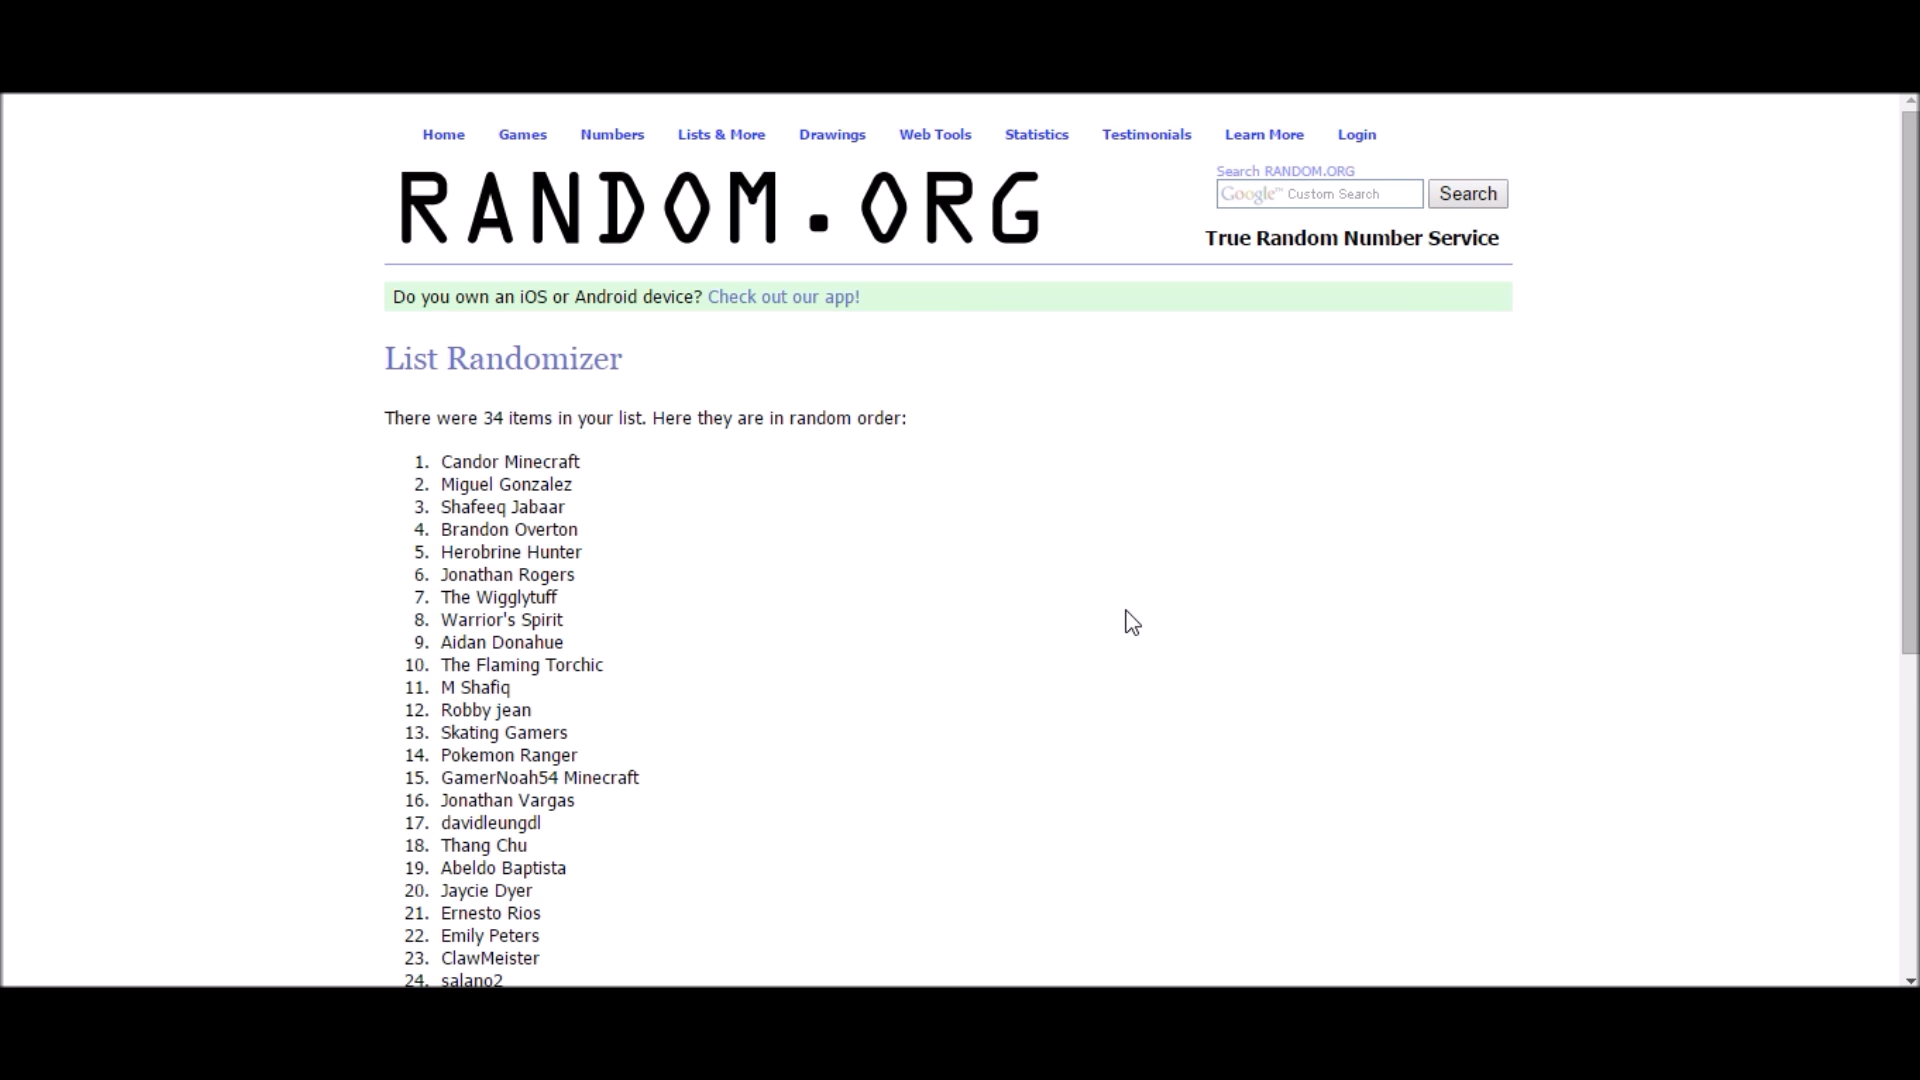 Home Games Numbers Lists & More Drawings Web Tools Statistics Testimonials Learn More Login
RANDOM.ORG
Search RANDOM.ORG
Google™ Custom Search Search
True Random Number Service
Do you own an iOS or Android device? Check out our app!
List Randomizer
There were 34 items in your list. Here they are in random order:
1. Candor Minecraft
2. Miguel Gonzalez
3. Shafeeq Jabaar
4. Brandon Overton
5. Herobrine Hunter
6. Jonathan Rogers
7. The Wigglytuff
8. Warrior's Spirit
9. Aidan Donahue
10. The Flaming Torchic
11. M Shafiq
12. Robby jean
13. Skating Gamers
14. Pokemon Ranger
15. GamerNoah54 Minecraft
16. Jonathan Vargas
17. davidleungdl
18. Thang Chu
19. Abeldo Baptista
20. Jaycie Dyer
21. Ernesto Rios
22. Emily Peters
23. ClawMeister
24. salano2